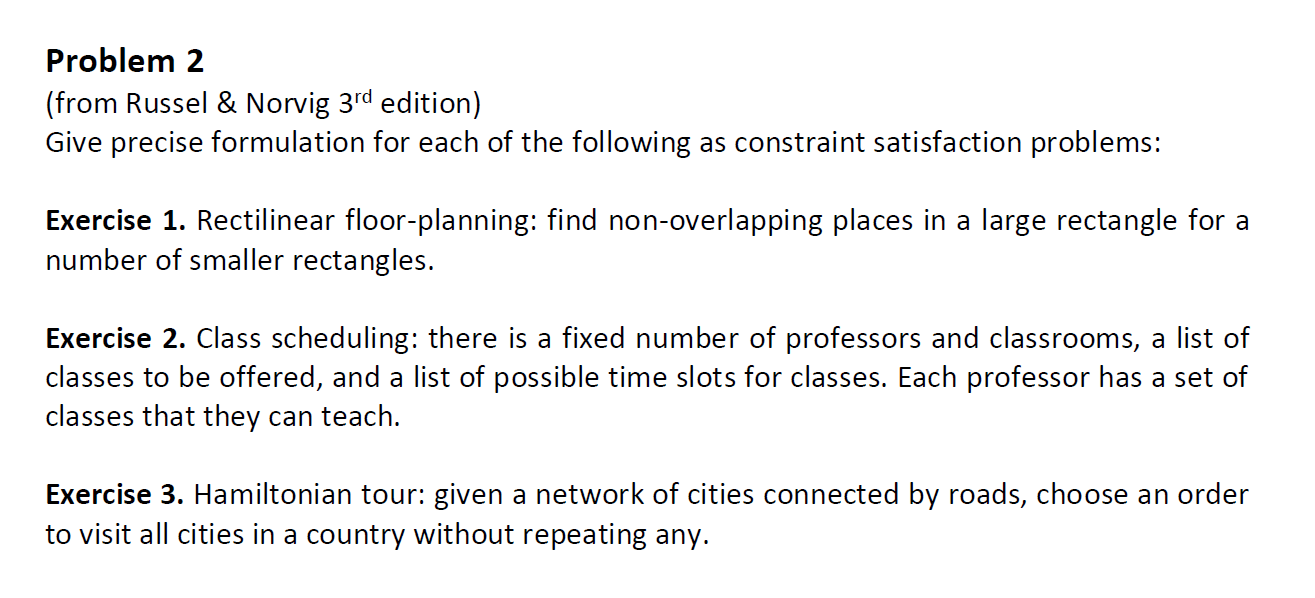 Problem 2
(from Russel & Norvig 3rd edition)
Give precise formulation for each of the following as constraint satisfaction problems:
Exercise 1. Rectilinear floor-planning: find non-overlapping places in a large rectangle for a
number of smaller rectangles.
Exercise 2. Class scheduling: there is a fixed number of professors and classrooms, a list of
classes to be offered, and a list of possible time slots for classes. Each professor has a set of
classes that they can teach.
Exercise 3. Hamiltonian tour: given a network of cities connected by roads, choose an order
to visit all cities in a country without repeating any.